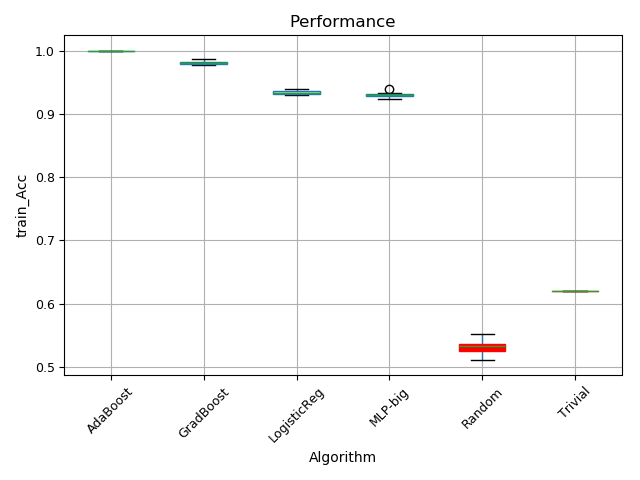 Performance
train_Acc
1.0
0.9
0.8
0.7
0.6
0.5
AdaBoost
GradBoost
LogisticReg
MLP-big
Random
Trivial
Algorithm